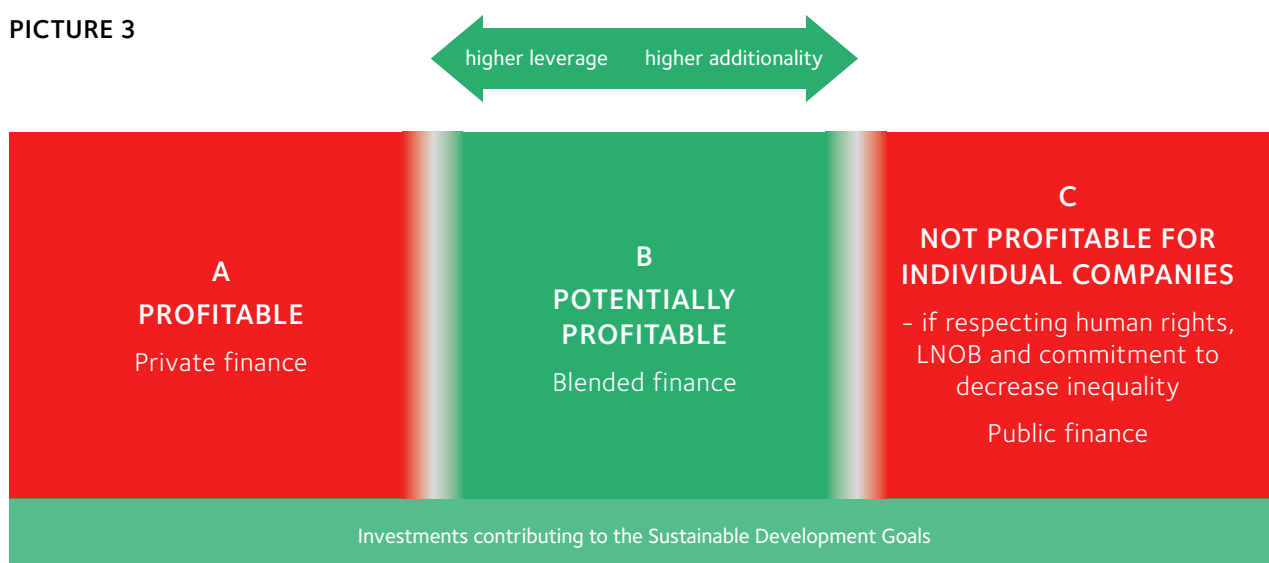 PICTURE 3
higher leverage higher additionality
A
PROFITABLE
Private finance
B
POTENTIALLY
PROFITABLE
Blended finance
C
NOT PROFITABLE FOR
INDIVIDUAL COMPANIES
– if respecting human rights,
LNOB and commitment to
decrease inequality
Public finance
Investments contributing to the Sustainable Development Goals